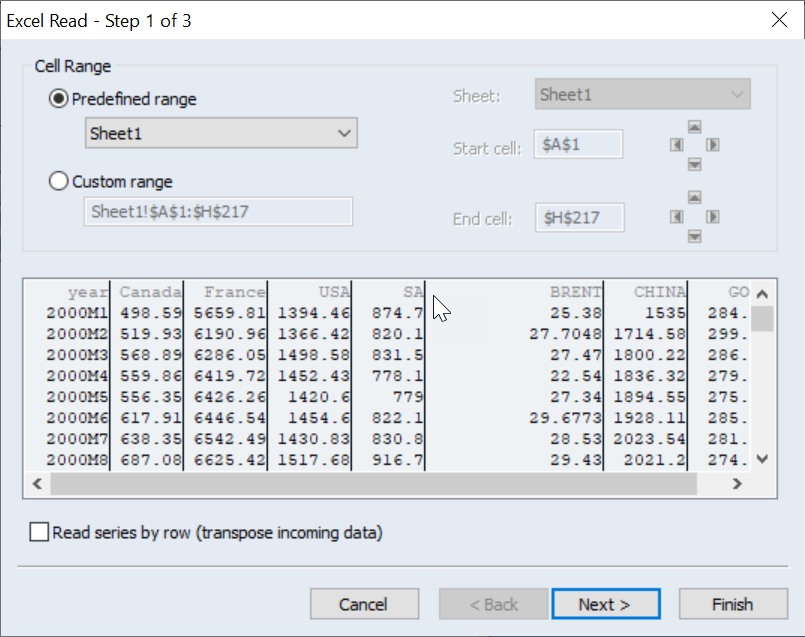 Excel Read - Step 1 of 3
Cell Range
Predefined range
Sheet1
Custom range
Sheet1!$A$1:$H$217
Sheet: Sheet1
Start cell: $A$1
End cell: $H$217
year Canada France USA SA BRENT CHINA GO
2000M1 498.59 5659.81 1394.46 874.7 25.38 1535 284.
2000M2 519.93 6190.96 1366.42 820.1 27.7048 1714.58 299.
2000M3 568.89 6286.05 1498.58 831.5 27.47 1800.22 286.
2000M4 559.86 6419.72 1452.43 778.1 22.54 1836.32 279.
2000M5 556.35 6426.26 1420.6 779 27.34 1894.55 275.
2000M6 617.91 6446.54 1454.6 822.1 29.6773 1928.11 285.
2000M7 638.35 6542.49 1430.83 830.8 28.53 2023.54 281.
2000M8 687.08 6625.42 1517.68 916.7 29.43 2021.2 274.
Read series by row (transpose incoming data)
Cancel < Back Next > Finish